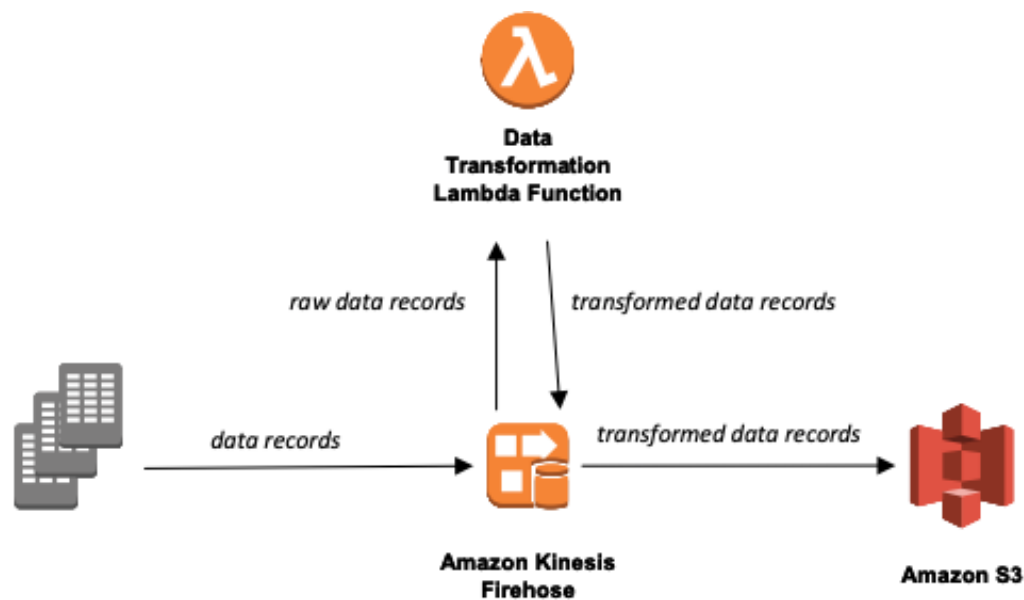 Data
Transformation
Lambda Function
raw data records
transformed data records
data records
transformed data records
Amazon Kinesis
Firehose
Amazon S3